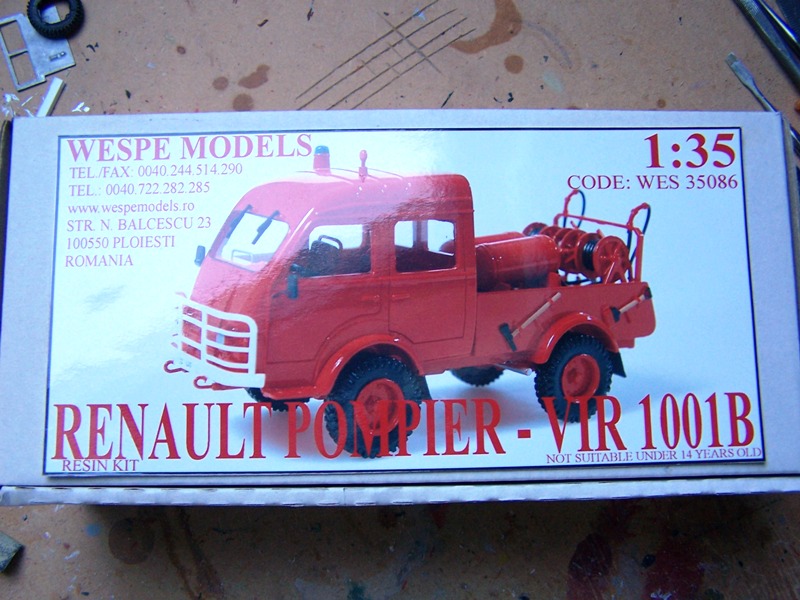 WESPE MODELS
TEL./FAX: 0040.244.514.290
TEL.: 0040.722.282.285
www.wespemodels.ro
STR. N. BALCESCU 23
100550 PLOIESTI
ROMANIA
1:35
CODE: WES 35086
RENAULT POMPIER - VIR 1001B
RESIN KIT
NOT SUITABLE UNDER 14 YEARS OLD